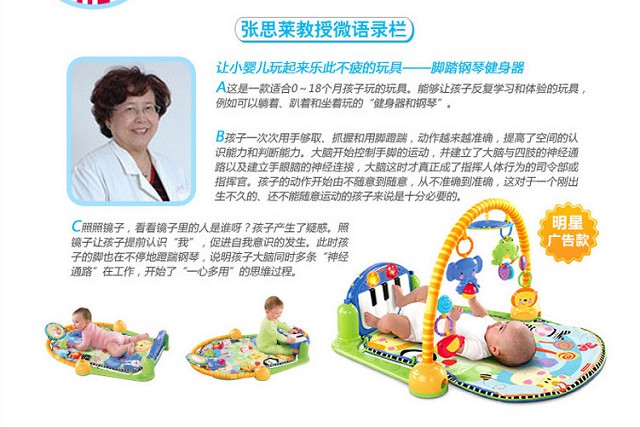 张思莱教授微语录栏
让小婴儿玩起来乐此不疲的玩具——脚踏钢琴健身器
A这是一款适合0~18个月孩子玩的玩具。能够让孩子反复学习和体验的玩具，
例如可以躺着、趴着和坐着玩的“健身器和钢琴”。
B孩子一次次用手够取、抓握和用脚蹬踹，动作越来越准确，提高了空间的认
识能力和判断能力。大脑开始控制手脚的运动，并建立了大脑与四肢的神经通
路以及建立手眼脑的神经连接，大脑这时才真正成了指挥人体行为的司令部或
指挥官。孩子的动作开始由不随意到随意，从不准确到准确，这对于一个刚出
生不久的、还不能随意运动的孩子来说是十分必要的。
C照照镜子，看看镜子里的人是谁呀？孩子产生了疑惑。照
镜子让孩子提前认识“我”，促进自我意识的发生。此时孩
子的脚也在不停地蹬踹钢琴，说明孩子大脑同时多条“神经
通路”在工作，开始了“一心多用”的思维过程。
明星
广告款